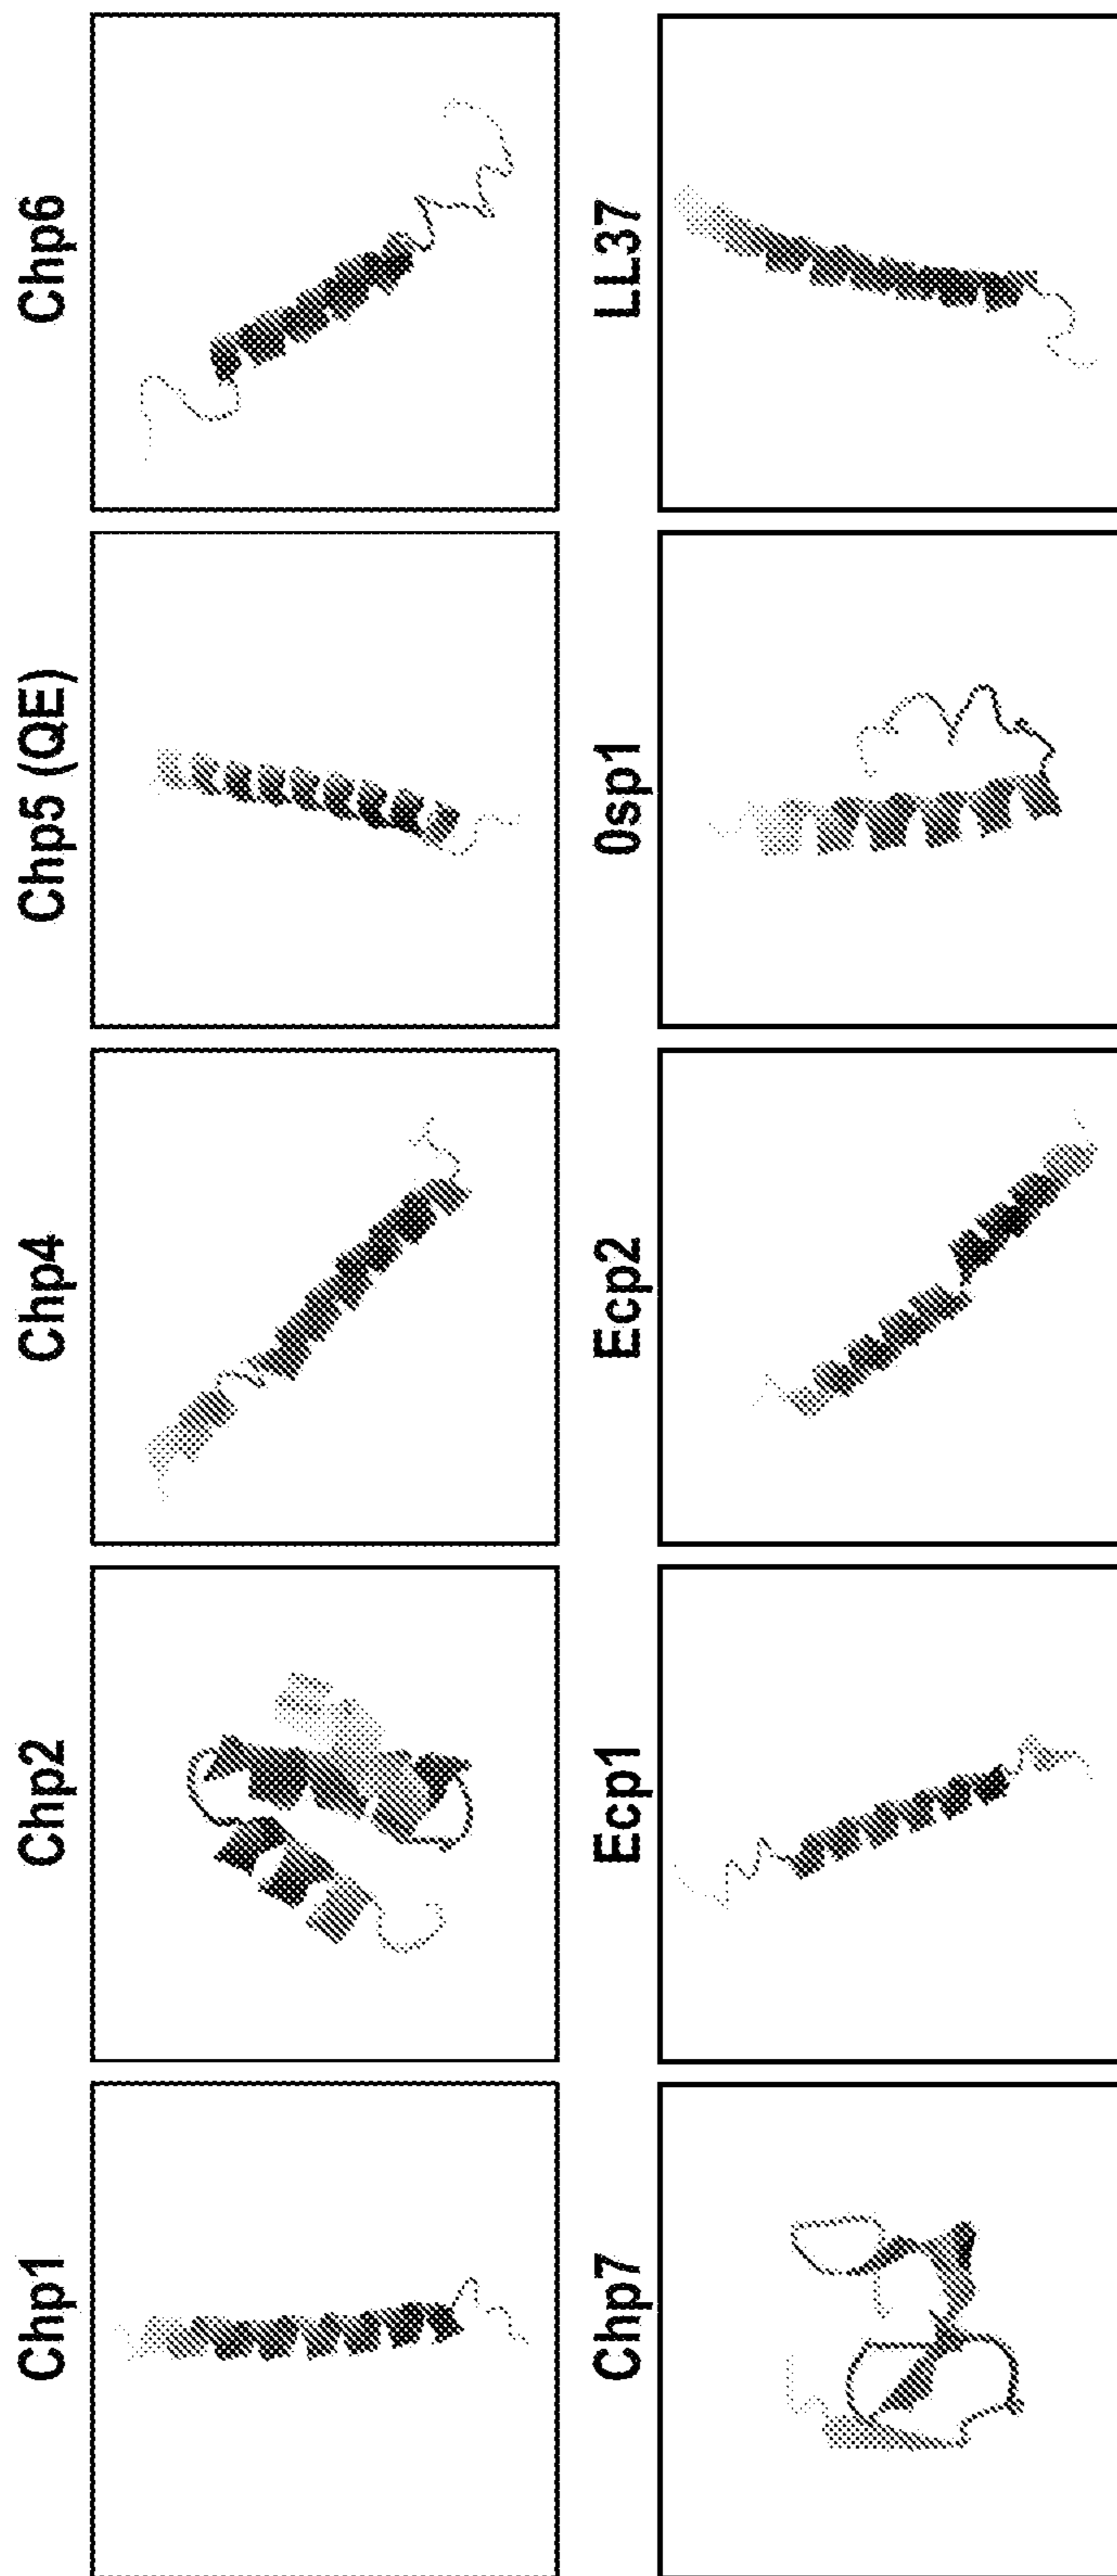 Chp1
Chp2
Chp4
Chp5 (QE)
Chp6
Chp7
Ecp1
Ecp2
0sp1
LL37